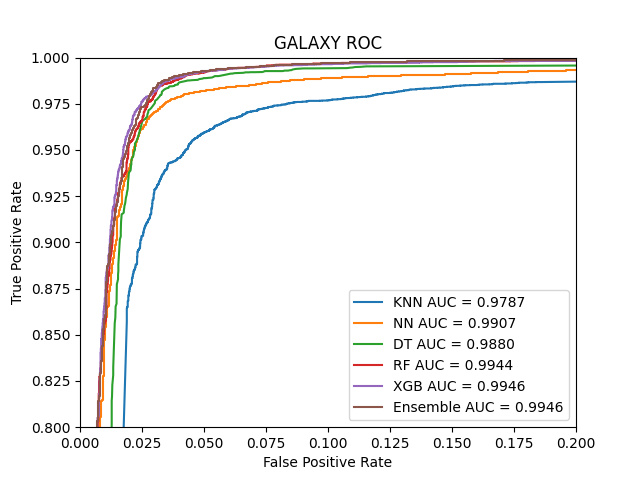 GALAXY ROC
True Positive Rate
1.000
0.975
0.950
0.925
0.900
0.875
0.850
0.825
0.800
KNN AUC = 0.9787
NN AUC = 0.9907
DT AUC = 0.9880
RF AUC = 0.9944
XGB AUC = 0.9946
Ensemble AUC = 0.9946
0.000 0.025 0.050 0.075 0.100 0.125 0.150 0.175 0.200
False Positive Rate